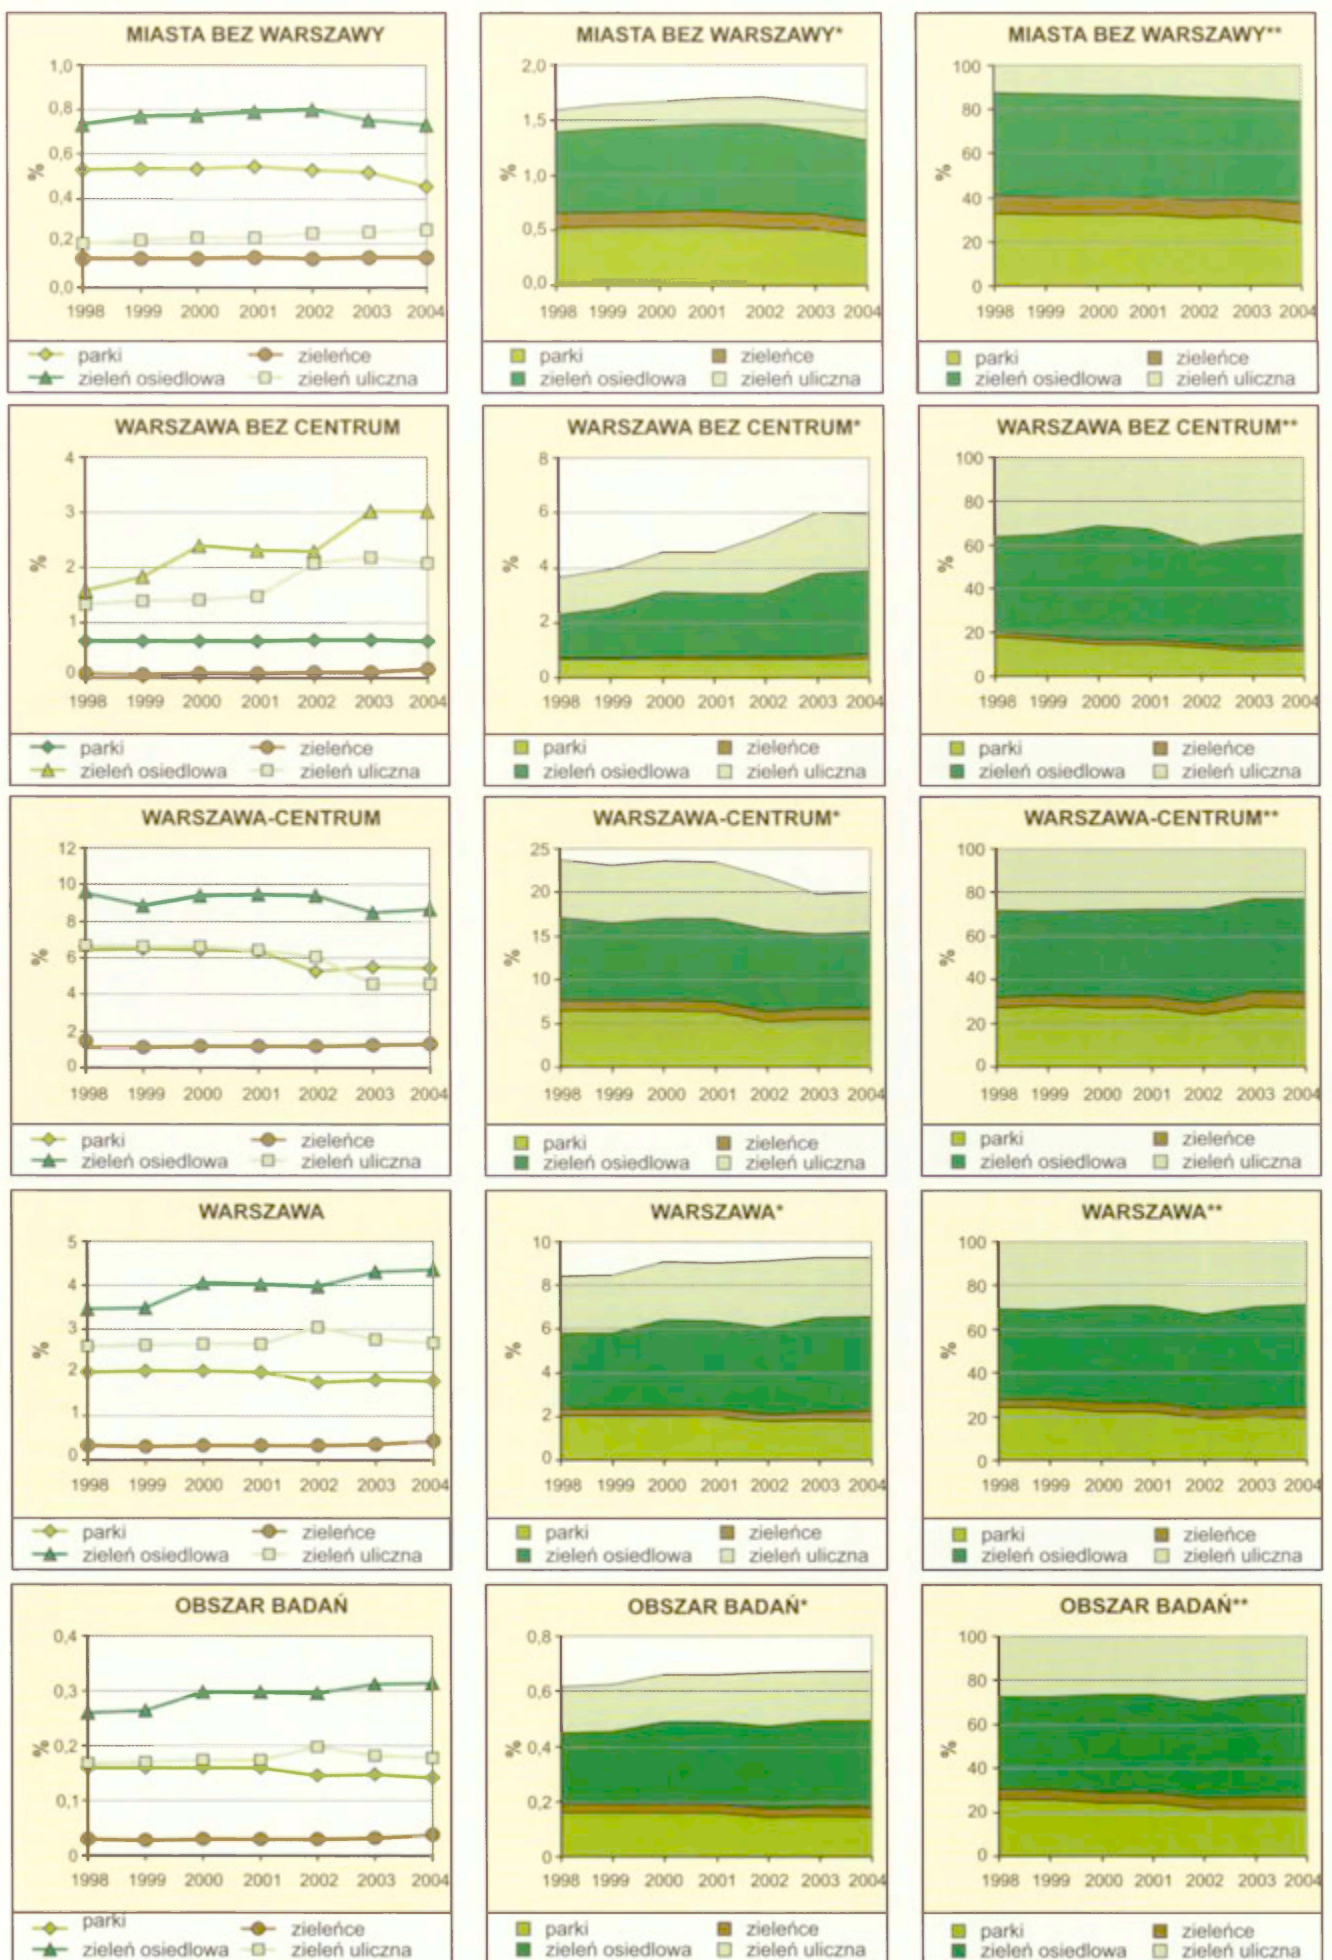 MIASTA BEZ WARSZAWY
%
1,0
0,8
0,6
0,4
0,2
0,0
1998 1999 2000 2001 2002 2003 2004
parki zieleńce
zieleń osiedlowa zieleń uliczna
MIASTA BEZ WARSZAWY*
%
2,0
1,5
1,0
0,5
0,0
1998 1999 2000 2001 2002 2003 2004
parki zieleńce
zieleń osiedlowa zieleń uliczna
MIASTA BEZ WARSZAWY**
%
100
80
60
40
20
0
1998 1999 2000 2001 2002 2003 2004
parki zieleńce
zieleń osiedlowa zieleń uliczna
WARSZAWA BEZ CENTRUM
%
4
3
2
1
0
1998 1999 2000 2001 2002 2003 2004
parki zieleńce
zieleń osiedlowa zieleń uliczna
WARSZAWA BEZ CENTRUM*
%
8
6
4
2
0
1998 1999 2000 2001 2002 2003 2004
parki zieleńce
zieleń osiedlowa zieleń uliczna
WARSZAWA BEZ CENTRUM**
%
100
80
60
40
20
0
1998 1999 2000 2001 2002 2003 2004
parki zieleńce
zieleń osiedlowa zieleń uliczna
WARSZAWA-CENTRUM
%
12
10
8
6
4
2
0
1998 1999 2000 2001 2002 2003 2004
parki zieleńce
zieleń osiedlowa zieleń uliczna
WARSZAWA-CENTRUM*
%
25
20
15
10
5
0
1998 1999 2000 2001 2002 2003 2004
parki zieleńce
zieleń osiedlowa zieleń uliczna
WARSZAWA-CENTRUM**
%
100
80
60
40
20
0
1998 1999 2000 2001 2002 2003 2004
parki zieleńce
zieleń osiedlowa zieleń uliczna
WARSZAWA
%
5
4
3
2
1
0
1998 1999 2000 2001 2002 2003 2004
parki zieleńce
zieleń osiedlowa zieleń uliczna
WARSZAWA*
%
10
8
6
4
2
0
1998 1999 2000 2001 2002 2003 2004
parki zieleńce
zieleń osiedlowa zieleń uliczna
WARSZAWA**
%
100
80
60
40
20
0
1998 1999 2000 2001 2002 2003 2004
parki zieleńce
zieleń osiedlowa zieleń uliczna
OBSZAR BADAŃ
%
0,4
0,3
0,2
0,1
0
1998 1999 2000 2001 2002 2003 2004
parki zieleńce
zieleń osiedlowa zieleń uliczna
OBSZAR BADAŃ*
%
0,8
0,6
0,4
0,2
0
1998 1999 2000 2001 2002 2003 2004
parki zieleńce
zieleń osiedlowa zieleń uliczna
OBSZAR BADAŃ**
%
100
80
60
40
20
0
1998 1999 2000 2001 2002 2003 2004
parki zieleńce
zieleń osiedlowa zieleń uliczna